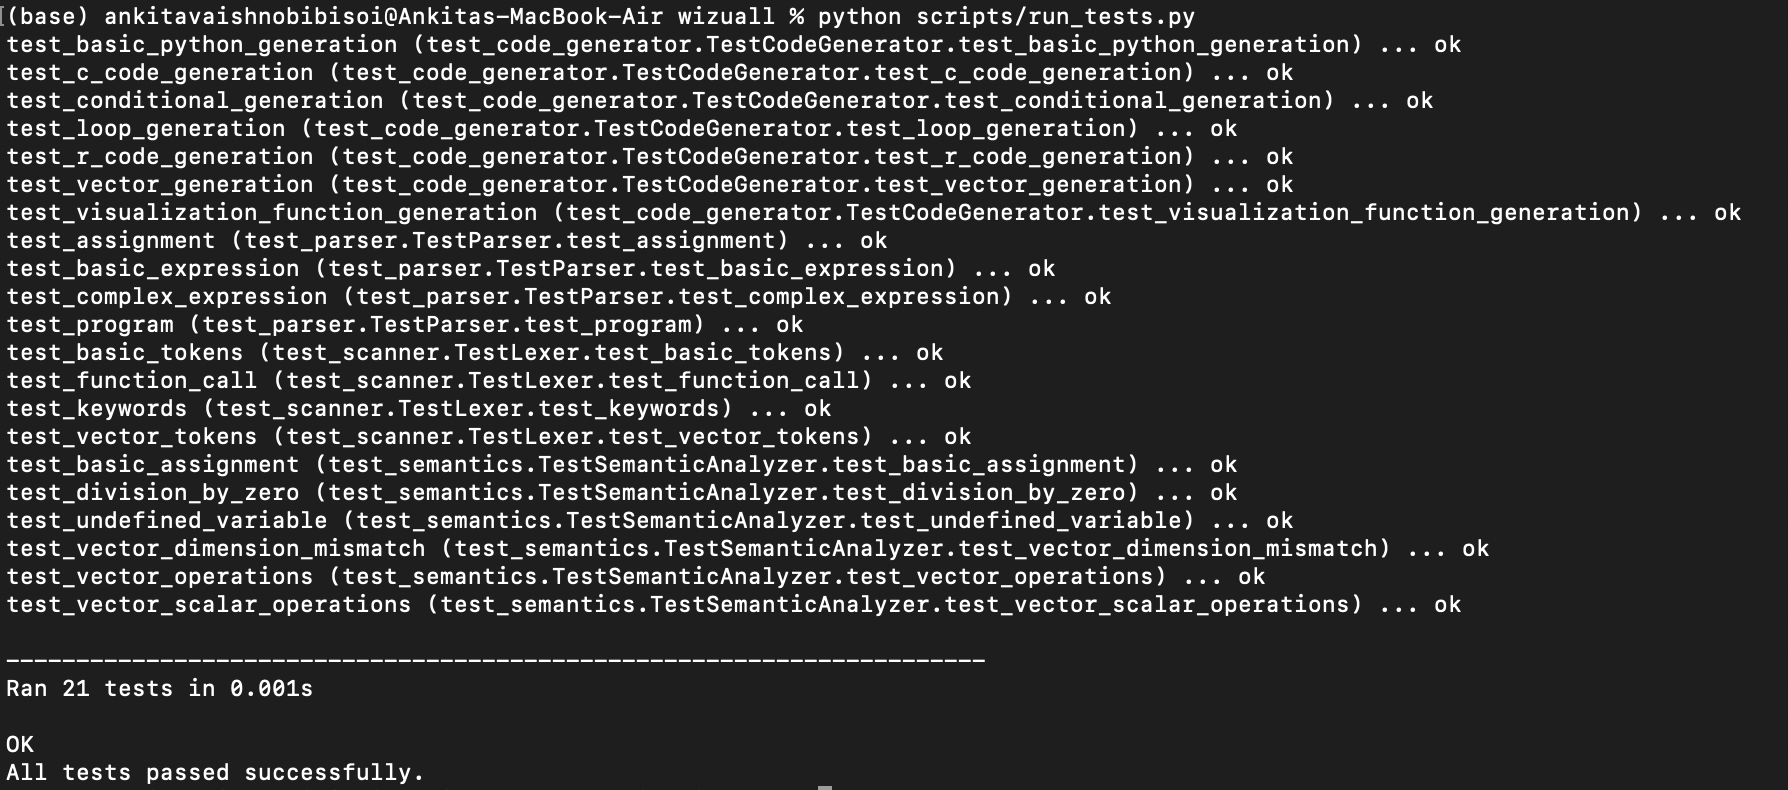 [(base) ankitavaishnobibisoi@Ankitas-MacBook-Air wizuall % python scripts/run_tests.py
test_basic_python_generation (test_code_generator.TestCodeGenerator.test_basic_python_generation) ... ok
test_c_code_generation (test_code_generator.TestCodeGenerator.test_c_code_generation) ... ok
test_conditional_generation (test_code_generator.TestCodeGenerator.test_conditional_generation) ... ok
test_loop_generation (test_code_generator.TestCodeGenerator.test_loop_generation) ... ok
test_r_code_generation (test_code_generator.TestCodeGenerator.test_r_code_generation) ... ok
test_vector_generation (test_code_generator.TestCodeGenerator.test_vector_generation) ... ok
test_visualization_function_generation (test_code_generator.TestCodeGenerator.test_visualization_function_generation) ... ok
test_assignment (test_parser.TestParser.test_assignment) ... ok
test_basic_expression (test_parser.TestParser.test_basic_expression) ... ok
test_complex_expression (test_parser.TestParser.test_complex_expression) ... ok
test_program (test_parser.TestParser.test_program) ... ok
test_basic_tokens (test_scanner.TestLexer.test_basic_tokens) ... ok
test_function_call (test_scanner.TestLexer.test_function_call) ... ok
test_keywords (test_scanner.TestLexer.test_keywords) ... ok
test_vector_tokens (test_scanner.TestLexer.test_vector_tokens) ... ok
test_basic_assignment (test_semantics.TestSemanticAnalyzer.test_basic_assignment) ... ok
test_division_by_zero (test_semantics.TestSemanticAnalyzer.test_division_by_zero) ... ok
test_undefined_variable (test_semantics.TestSemanticAnalyzer.test_undefined_variable) ... ok
test_vector_dimension_mismatch (test_semantics.TestSemanticAnalyzer.test_vector_dimension_mismatch) ... ok
test_vector_operations (test_semantics.TestSemanticAnalyzer.test_vector_operations) ... ok
test_vector_scalar_operations (test_semantics.TestSemanticAnalyzer.test_vector_scalar_operations) ... ok
----------------------------------------------------------------------
Ran 21 tests in 0.001s
OK
All tests passed successfully.